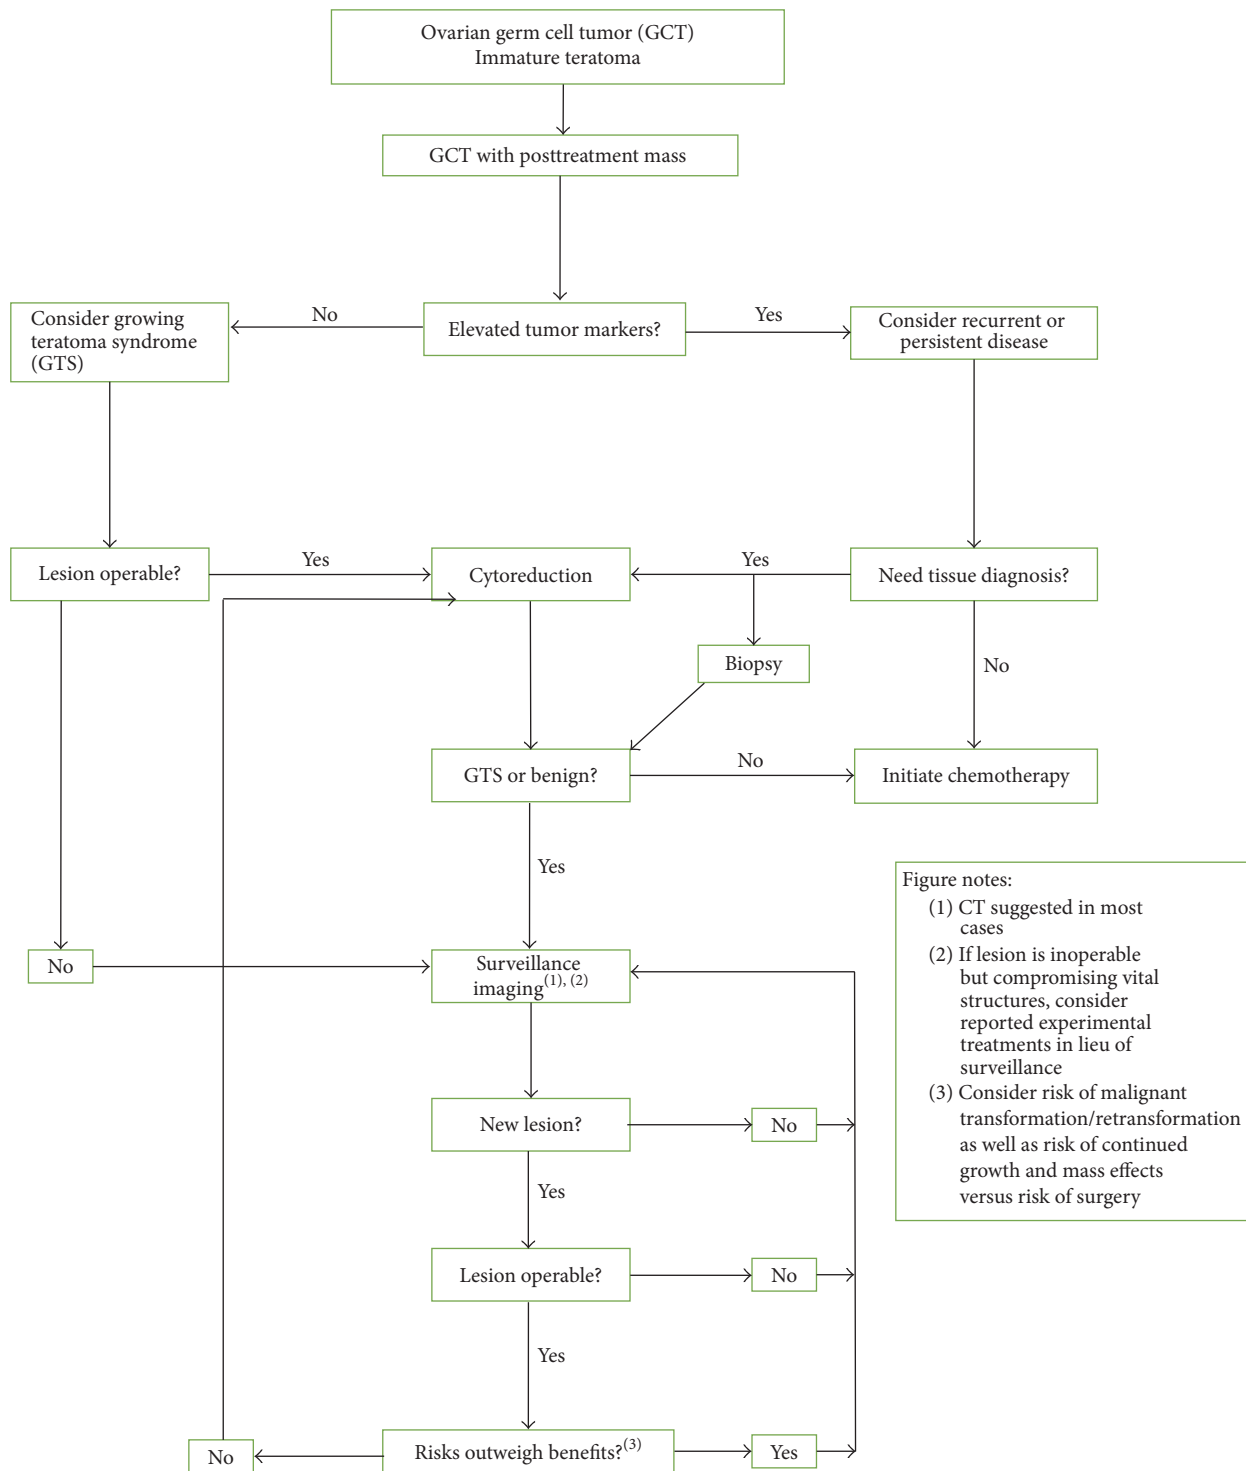 Ovarian germ cell tumor (GCT)
Immature teratoma
GCT with posttreatment mass
Consider growing
teratoma syndrome
(GTS)
No
Elevated tumor markers?
Yes
Consider recurrent or
persistent disease
Lesion operable?
Yes
Cytoreduction
Yes
Need tissue diagnosis?
Biopsy
No
GTS or benign?
No
Initiate chemotherapy
Yes
No
Surveillance
imaging(1), (2)
New lesion?
No
Yes
Lesion operable?
No
Yes
No
Risks outweigh benefits?(3)
Yes
Figure notes:
(1) CT suggested in most
cases
(2) If lesion is inoperable
but compromising vital
structures, consider
reported experimental
treatments in lieu of
surveillance
(3) Consider risk of malignant
transformation/retransformation
as well as risk of continued
growth and mass effects
versus risk of surgery